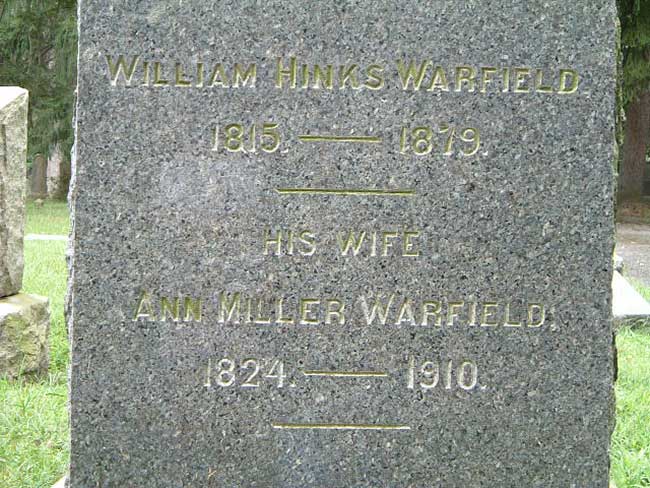 WILLIAM HINKS WARFIELD.
1815. — 1879.
HIS WIFE
ANN MILLER WARFIELD.
1824. — 1910.